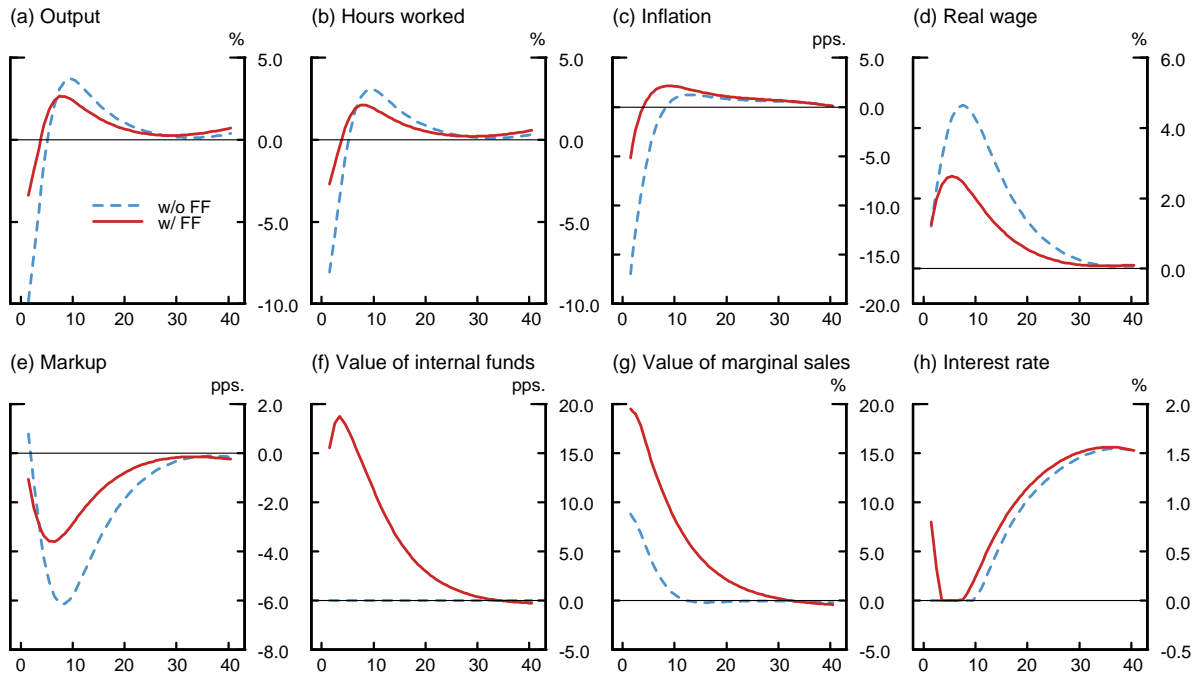 (a) Output
(b) Hours worked
(c) Inflation
(d) Real wage
%
%
pps.
%
5.0
0.0
-5.0
-10.0
5.0
0.0
-5.0
-10.0
5.0
0.0
-5.0
-10.0
-15.0
-20.0
6.0
4.0
2.0
0.0
w/o FF
w/ FF
0 10 20 30 40
0 10 20 30 40
0 10 20 30 40
0 10 20 30 40
(e) Markup
(f) Value of internal funds
(g) Value of marginal sales
(h) Interest rate
pps.
pps.
%
%
2.0
0.0
-2.0
-4.0
-6.0
-8.0
20.0
15.0
10.0
5.0
0.0
-5.0
20.0
15.0
10.0
5.0
0.0
-5.0
2.0
1.5
1.0
0.5
0.0
-0.5
0 10 20 30 40
0 10 20 30 40
0 10 20 30 40
0 10 20 30 40